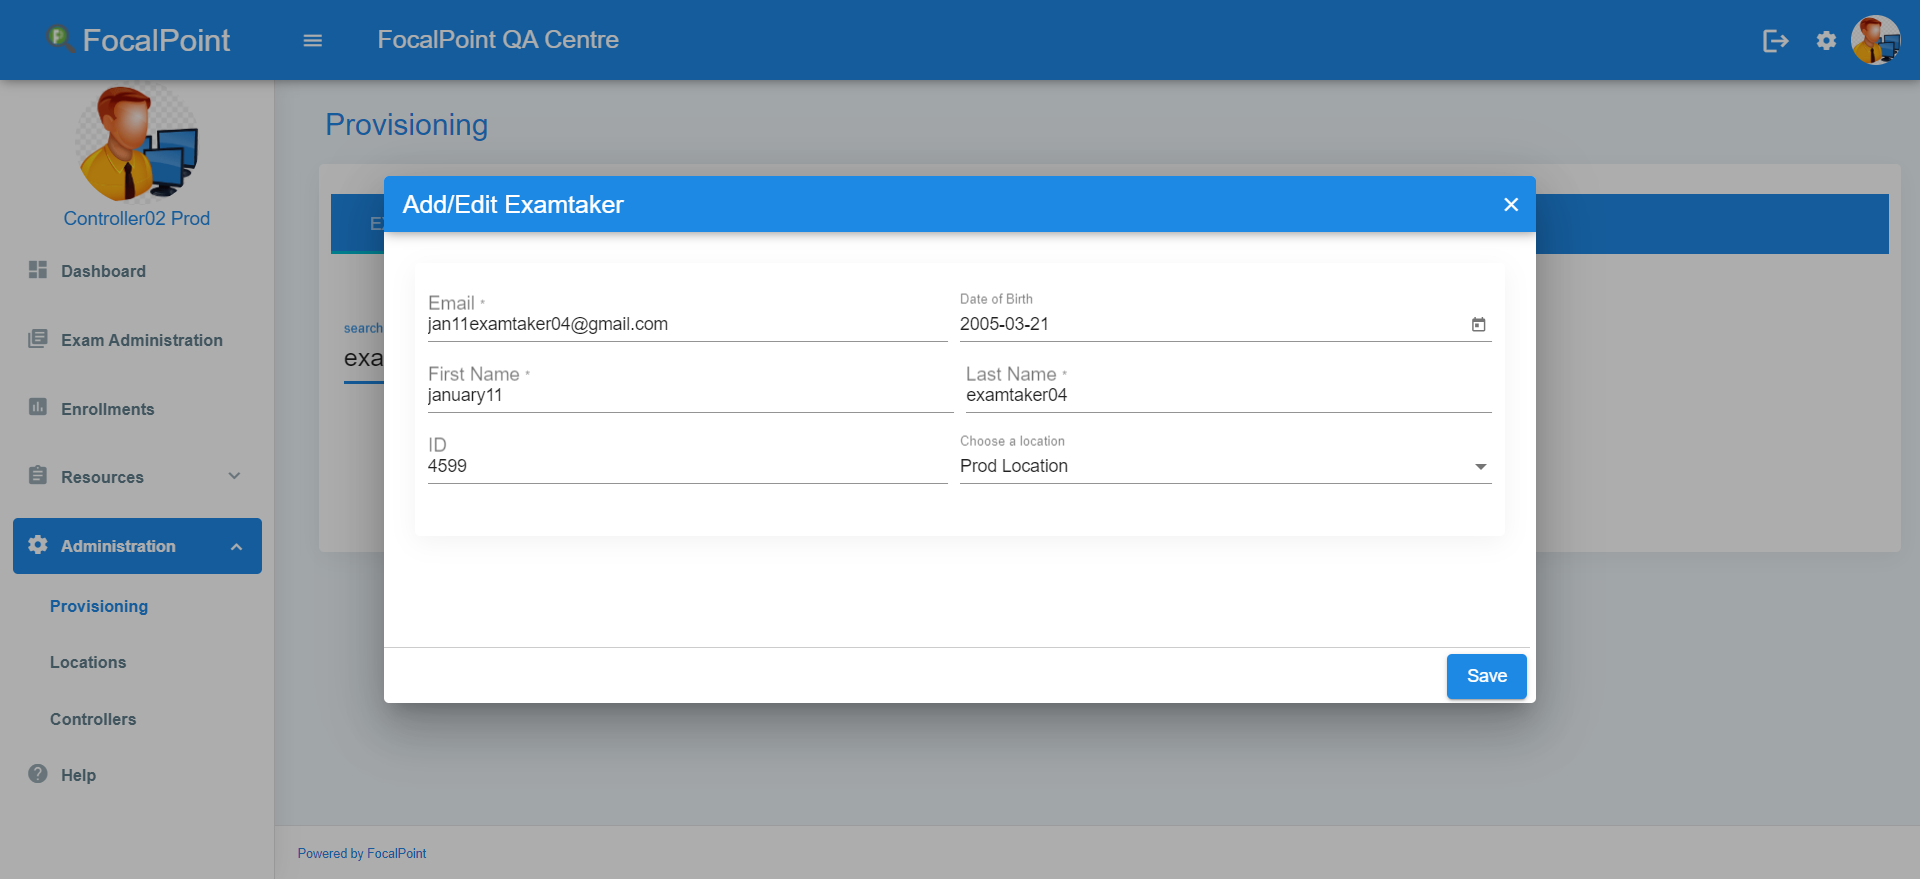 FocalPoint
FocalPoint QA Centre
Controller02 Prod
Dashboard
Exam Administration
Enrollments
Resources
Administration
Provisioning
Locations
Controllers
Help
Provisioning
search
Add/Edit Examtaker
Email *
jan11examtaker04@gmail.com
Date of Birth
2005-03-21
First Name *
january11
Last Name *
examtaker04
ID
4599
Choose a location
Prod Location
Save
Powered by FocalPoint